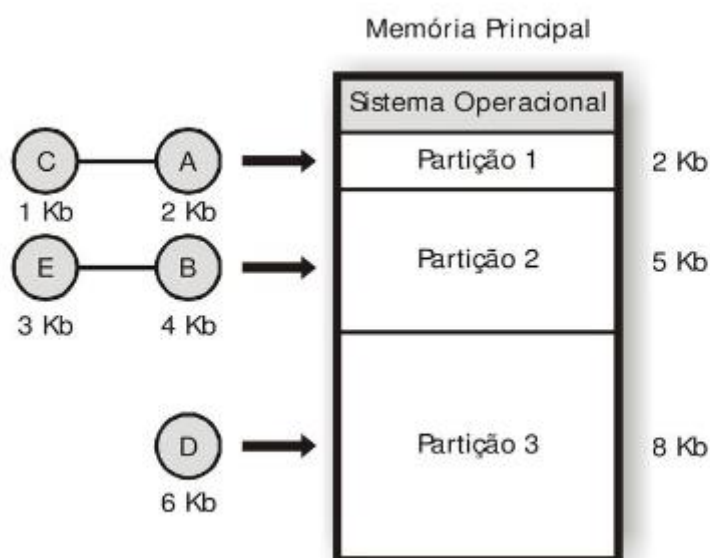 Memória Principal
Sistema Operacional
C
A
Partição 1
2 Kb
1 Kb
2 Kb
E
B
Partição 2
5 Kb
3 Kb
4 Kb
D
Partição 3
8 Kb
6 Kb